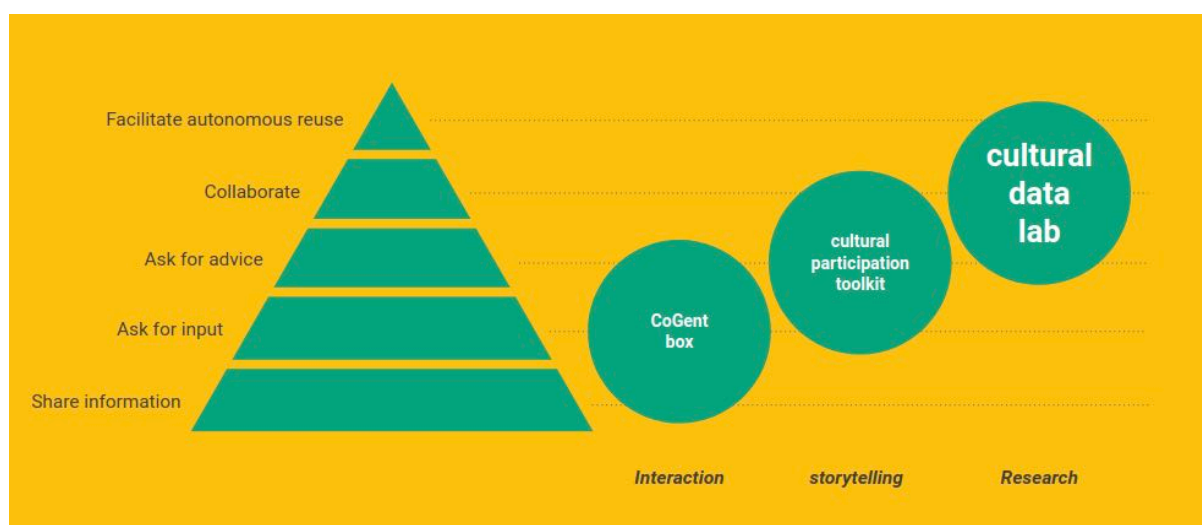 Facilitate autonomous reuse
Collaborate
Ask for advice
Ask for input
Share information
CoGent
box
cultural
participation
toolkit
cultural
data
lab
Interaction
storytelling
Research